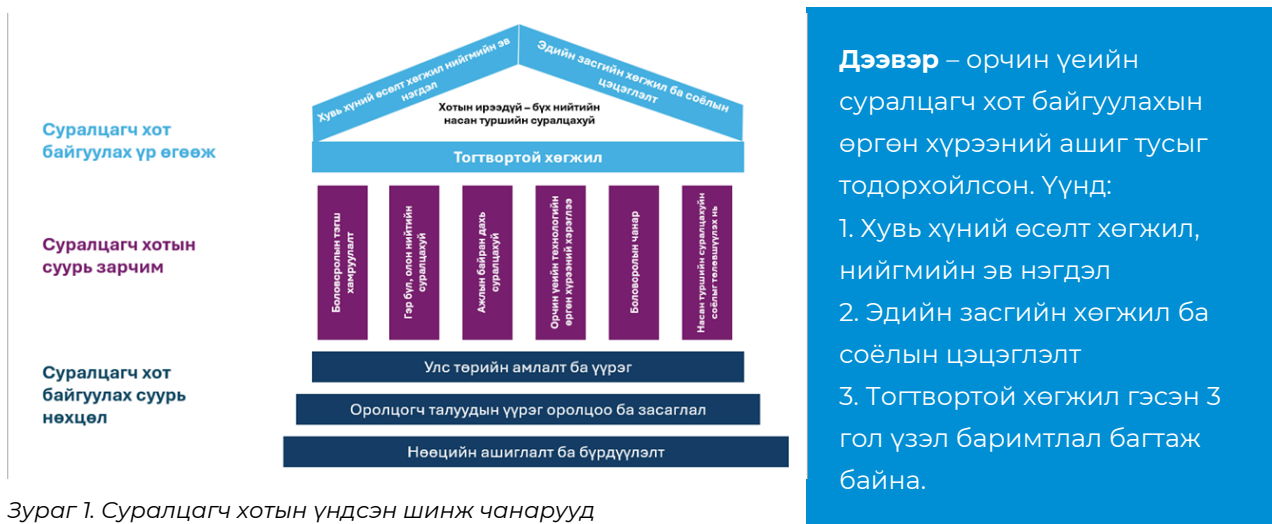 Хувь хүний өсөлт хөгжил нийгмийн эв
нэгдэл
Эдийн засгийн хөгжил ба соёлын
цэцэглэлт
Хотын ирээдүй – бүх нийтийн
насан туршийн суралцахуй
Суралцагч хот
байгуулах үр өгөөж
Тогтвортой хөгжил
Суралцагч хотын
суурь зарчим
Боловсролын тэгш
хамруулалт
Гэр бүл, олон нийтийн
суралцахуй
Ажлын байран дахь
суралцахуй
Орчин үеийн технологийн
өргөн хүрээний хэрэглээ
Боловсролын чанар
Насан туршийн суралцахуйн
соёлыг төлөвшүүлэх нь
Суралцагч хот
байгуулах суурь
нөхцөл
Улс төрийн амлалт ба үүрэг
Оролцогч талуудын үүрэг оролцоо ба засаглал
Нөөцийн ашиглалт ба бүрдүүлэлт
Зураг 1. Суралцагч хотын үндсэн шинж чанарууд
Дээвэр – орчин үеийн
суралцагч хот байгуулахын
өргөн хүрээний ашиг тусыг
тодорхойлсон. Үүнд:
1. Хувь хүний өсөлт хөгжил,
нийгмийн эв нэгдэл
2. Эдийн засгийн хөгжил ба
соёлын цэцэглэлт
3. Тогтвортой хөгжил гэсэн 3
гол үзэл баримтлал багтаж
байна.